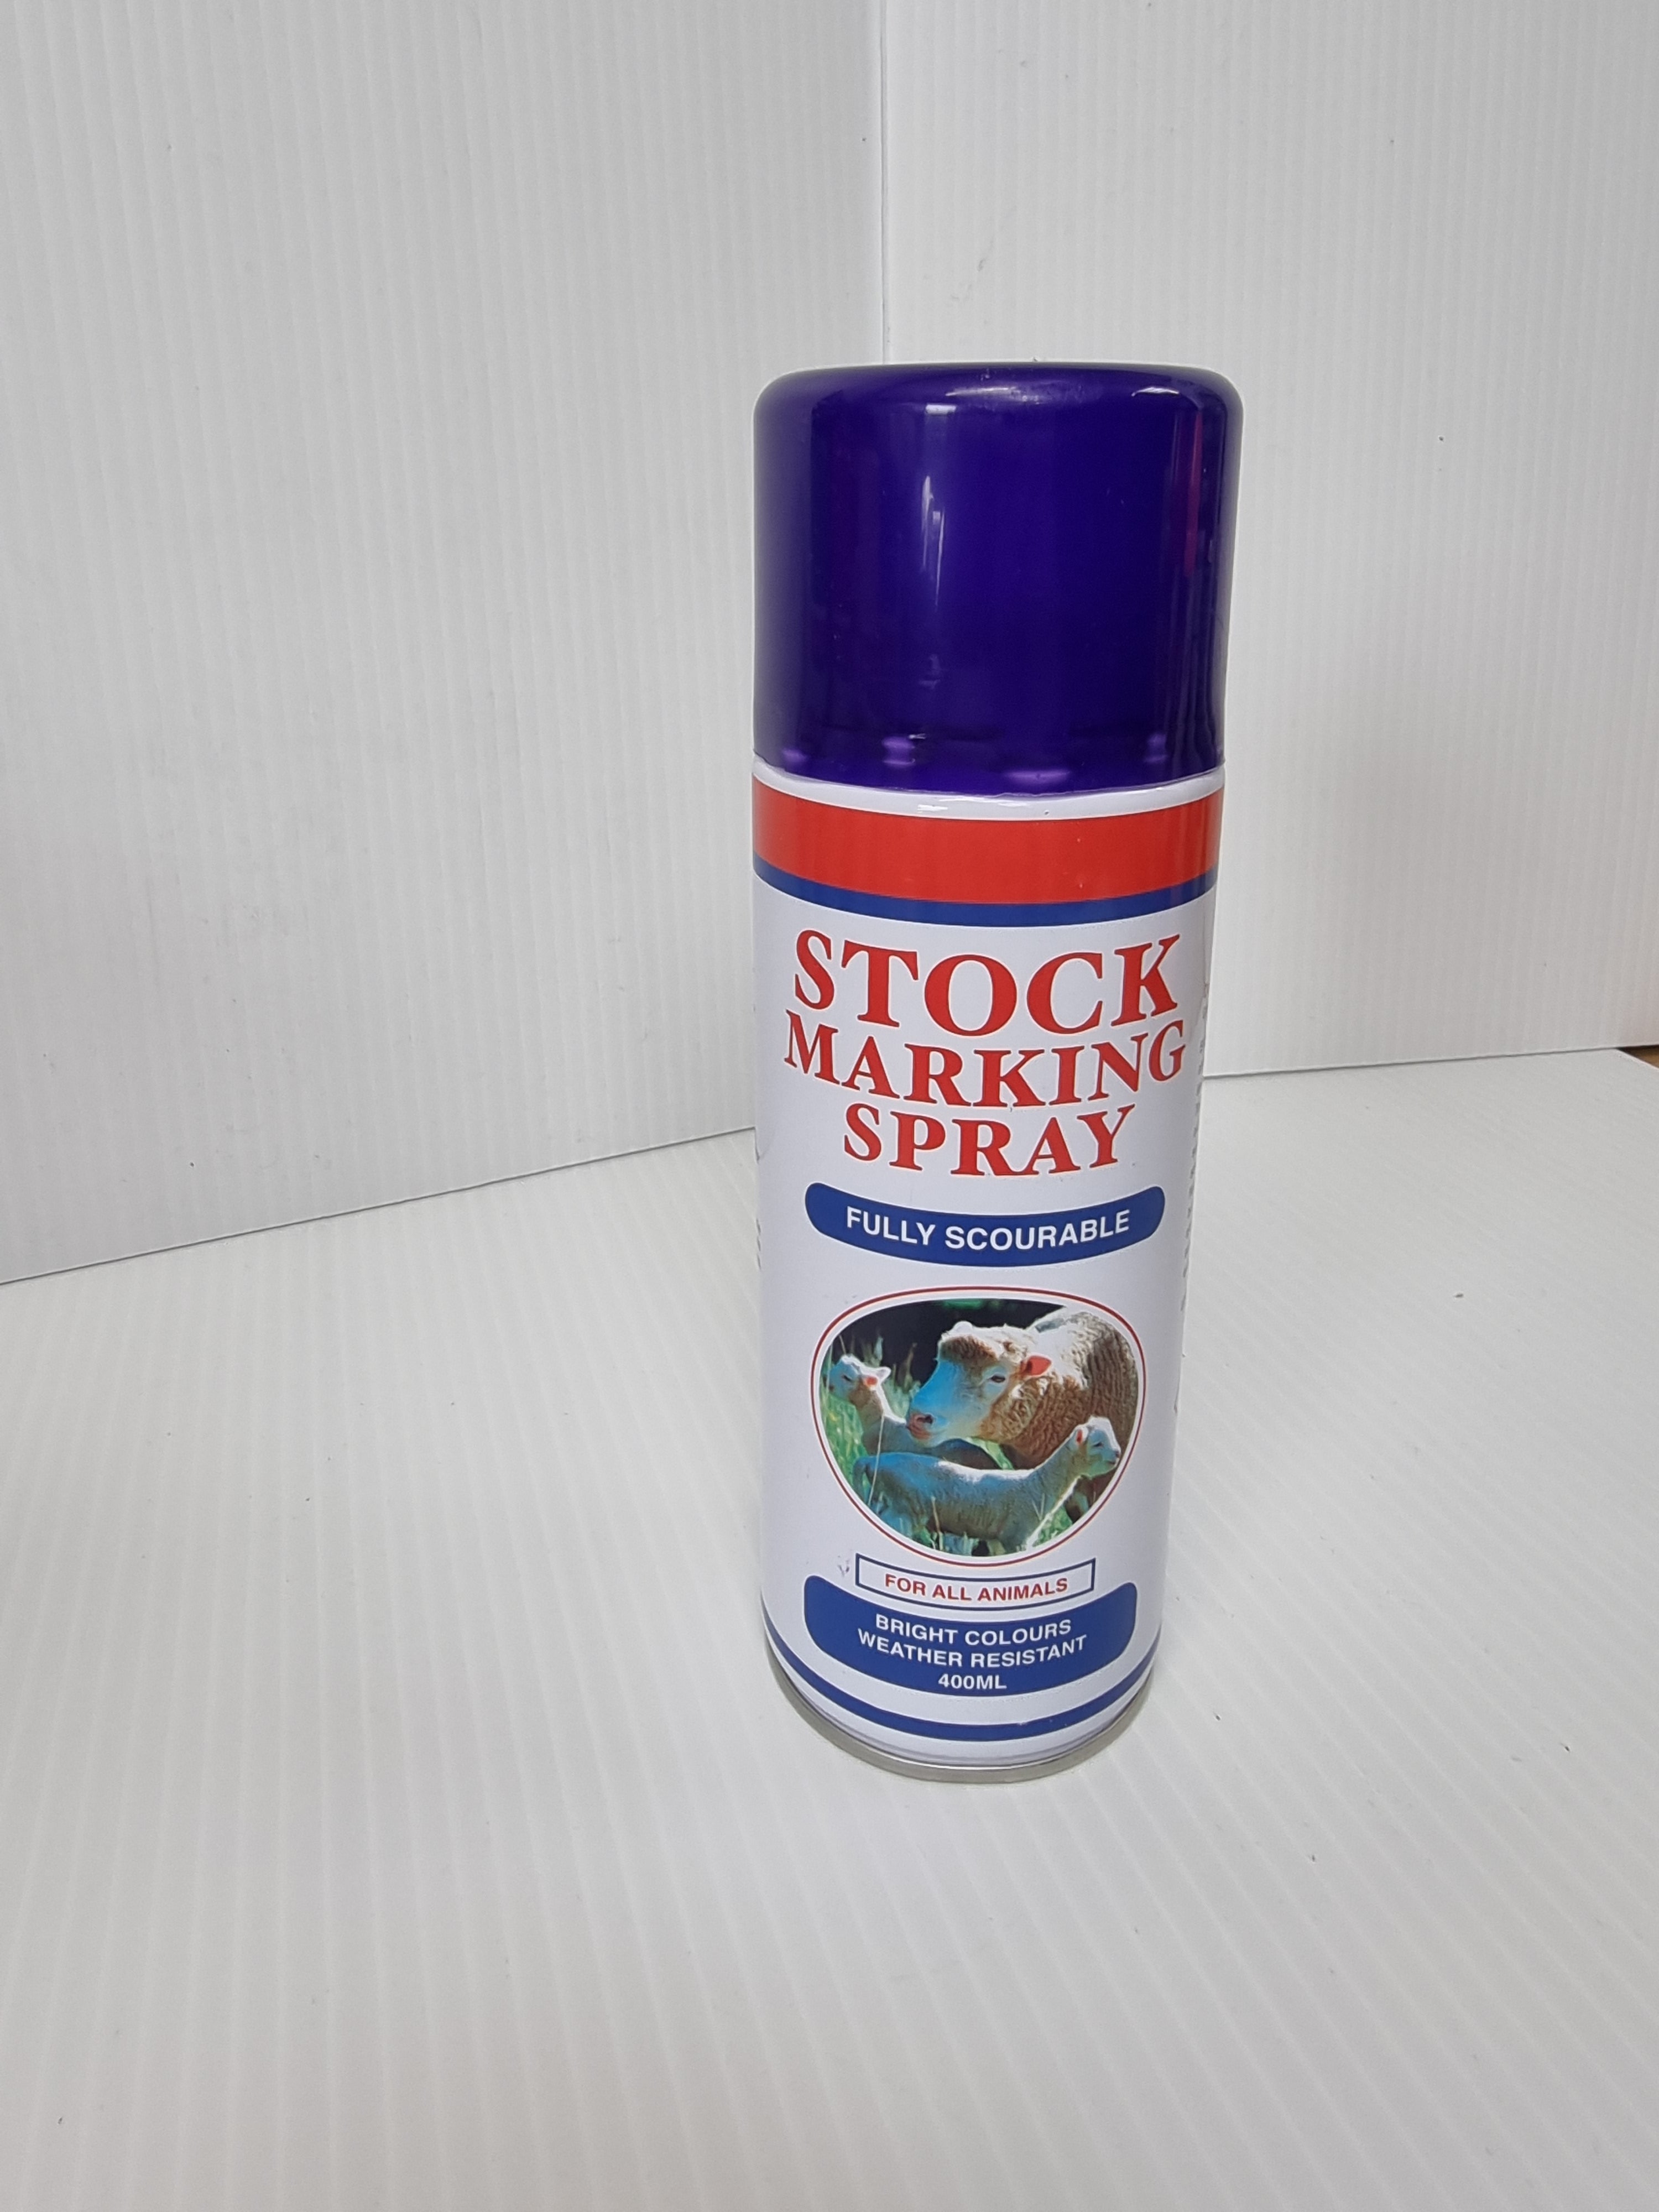 STOCK
MARKING
SPRAY
FULLY SCOURABLE
FOR ALL ANIMALS
BRIGHT COLOURS
WEATHER RESISTANT
400ML